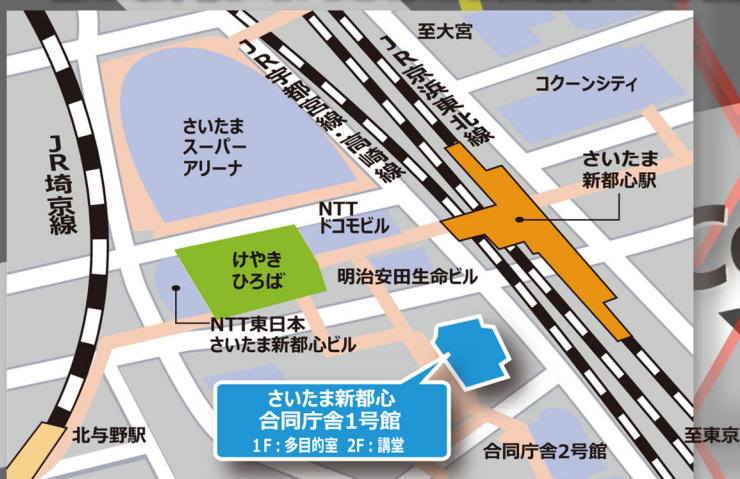 至大宮
JR京浜東北線
JR宇都宮線・高崎線
コクーンシティ
さいたま
スーパー
アリーナ
JR埼京線
さいたま
新都心駅
NTT
ドコモビル
けやき
ひろば
明治安田生命ビル
NTT東日本
さいたま新都心ビル
さいたま新都心
合同庁舎1号館
1F：多目的室 2F：講堂
北与野駅
合同庁舎2号館
至東京